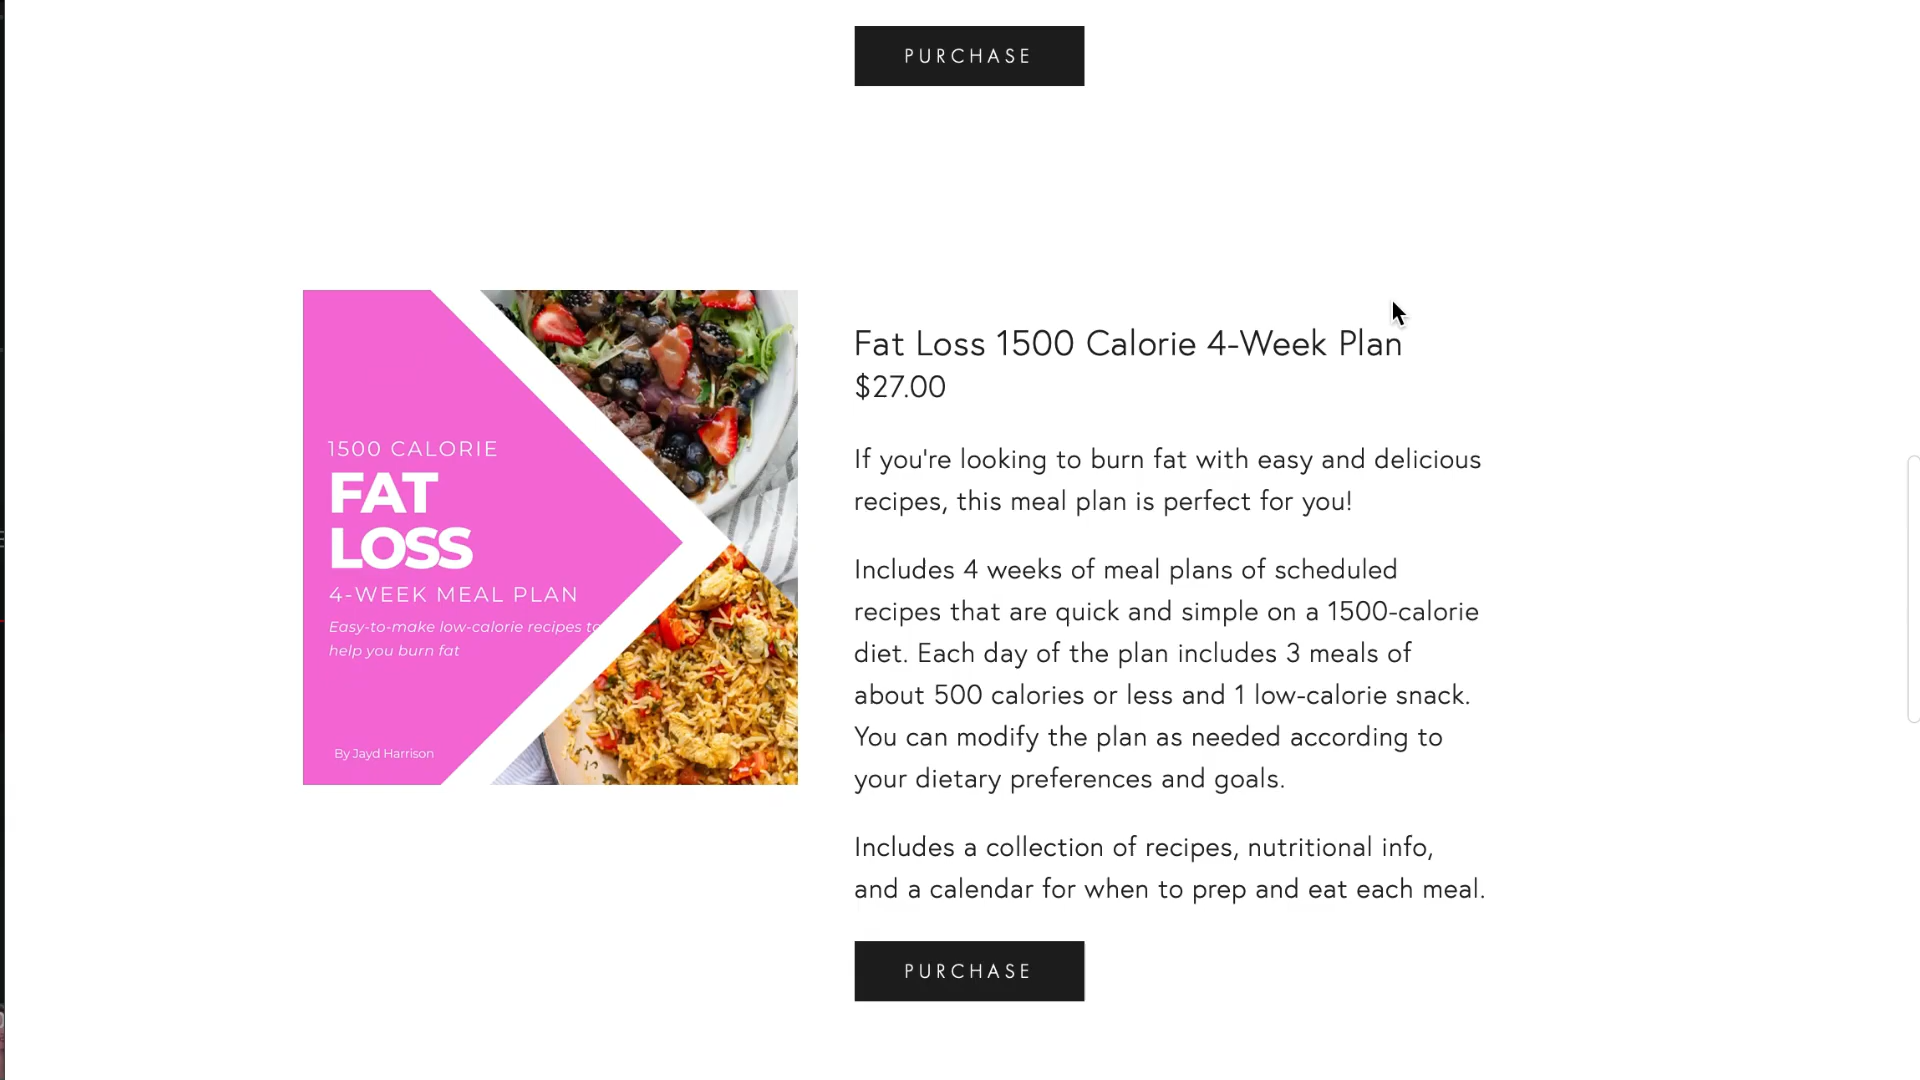 PURCHASE
1500 CALORIE
FAT
LOSS
4-WEEK MEAL PLAN
Easy-to-make low-calorie recipes to
help you burn fat
By Jayd Harrison
Fat Loss 1500 Calorie 4-Week Plan
$27.00
If you're looking to burn fat with easy and delicious
recipes, this meal plan is perfect for you!
Includes 4 weeks of meal plans of scheduled
recipes that are quick and simple on a 1500-calorie
diet. Each day of the plan includes 3 meals of
about 500 calories or less and 1 low-calorie snack.
You can modify the plan as needed according to
your dietary preferences and goals.
Includes a collection of recipes, nutritional info,
and a calendar for when to prep and eat each meal.
PURCHASE